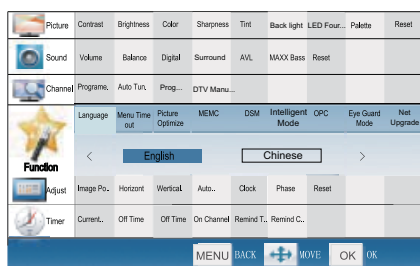 Picture Contrast Brightness Color Sharpness Tint Back light LED Four... Palette Reset
Sound Volume Balance Digital Surround AVL MAXX Bass Reset
Channel Programe. Auto Tun. Prog... DTV Manu...
Language Menu Time out Picture Optimize MEMC DSM Intelligent Mode OPC Eye Guard Mode Net Upgrade
< English Chinese >
Function
Adjust Image Po.. Horizont Wertical. Auto.. Clock Phase Reset
Timer Current.. Off Time Off Time On Channel Remind T.. Remind C..
MENU BACK MOVE OK OK